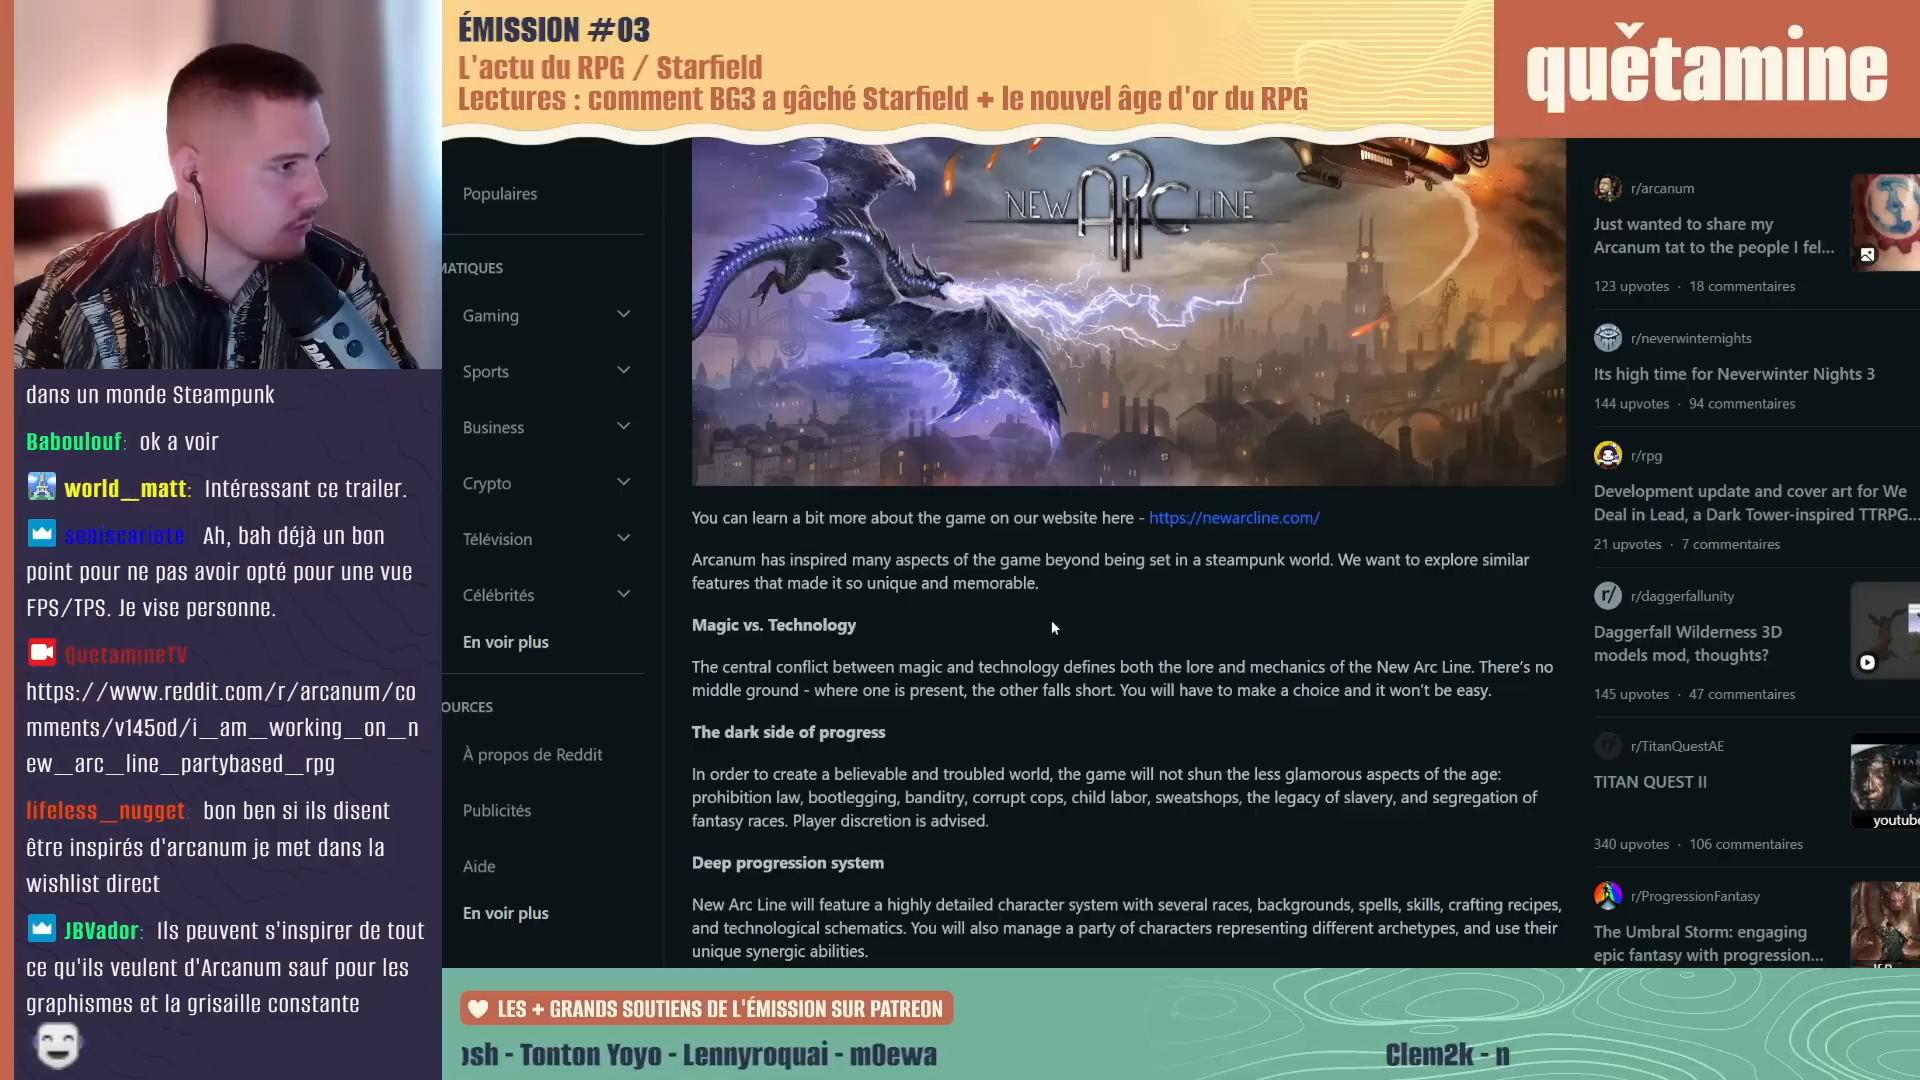 ÉMISSION #03
L'actu du RPG / Starfield
Lectures : comment BG3 a gâché Starfield + le nouvel âge d'or du RPG
quětamine
dans un monde Steampunk
Baboulouf: ok a voir
world_matt: Intéressant ce trailer.
sebiscariote Ah, bah déjà un bon
point pour ne pas avoir opté pour une vue
FPS/TPS. Je vise personne.
QuetamineTV
https://www.reddit.com/r/arcanum/co
mments/v145od/i_am_working_on_n
ew_arc_line_partybased_rpg
lifeless_nugget: bon ben si ils disent
être inspirés d'arcanum je met dans la
wishlist direct
JBVador: Ils peuvent s'inspirer de tout
ce qu'ils veulent d'Arcanum sauf pour les
graphismes et la grisaille constante
Populaires
MATIQUES
Gaming
Sports
Business
Crypto
Télévision
Célébrités
En voir plus
OURCES
À propos de Reddit
Publicités
Aide
En voir plus
NEW ARC LINE
You can learn a bit more about the game on our website here - https://newarcline.com/
Arcanum has inspired many aspects of the game beyond being set in a steampunk world. We want to explore similar
features that made it so unique and memorable.
Magic vs. Technology
The central conflict between magic and technology defines both the lore and mechanics of the New Arc Line. There's no
middle ground - where one is present, the other falls short. You will have to make a choice and it won't be easy.
The dark side of progress
In order to create a believable and troubled world, the game will not shun the less glamorous aspects of the age:
prohibition law, bootlegging, banditry, corrupt cops, child labor, sweatshops, the legacy of slavery, and segregation of
fantasy races. Player discretion is advised.
Deep progression system
New Arc Line will feature a highly detailed character system with several races, backgrounds, spells, skills, crafting recipes,
and technological schematics. You will also manage a party of characters representing different archetypes, and use their
unique synergic abilities.
r/arcanum
Just wanted to share my
Arcanum tat to the people I fel...
123 upvotes · 18 commentaires
r/neverwinternights
Its high time for Neverwinter Nights 3
144 upvotes · 94 commentaires
r/rpg
Development update and cover art for We
Deal in Lead, a Dark Tower-inspired TTRPG...
21 upvotes · 7 commentaires
r/
r/daggerfallunity
Daggerfall Wilderness 3D
models mod, thoughts?
145 upvotes · 47 commentaires
r/
r/TitanQuestAE
TITAN QUEST II
youtube
340 upvotes · 106 commentaires
r/ProgressionFantasy
The Umbral Storm: engaging
epic fantasy with progression...
LES + GRANDS SOUTIENS DE L'ÉMISSION SUR PATREON
osh - Tonton Yoyo - Lennyroquai - m0ewa
Clem2k - n